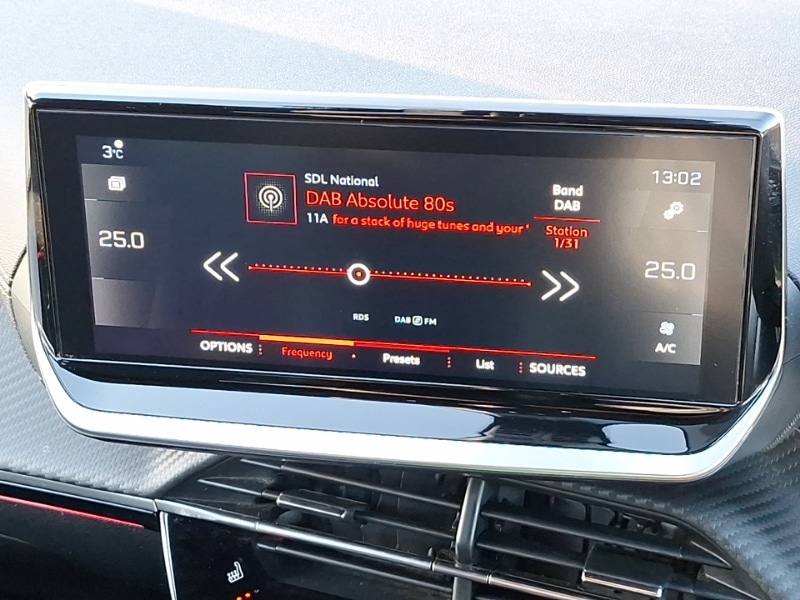 3°C
13:02
SDL National
DAB Absolute 80s
11A for a stack of huge tunes and your '
Band
DAB
Station
1/31
25.0
25.0
RDS DAB FM
A/C
OPTIONS Frequency Presets List SOURCES